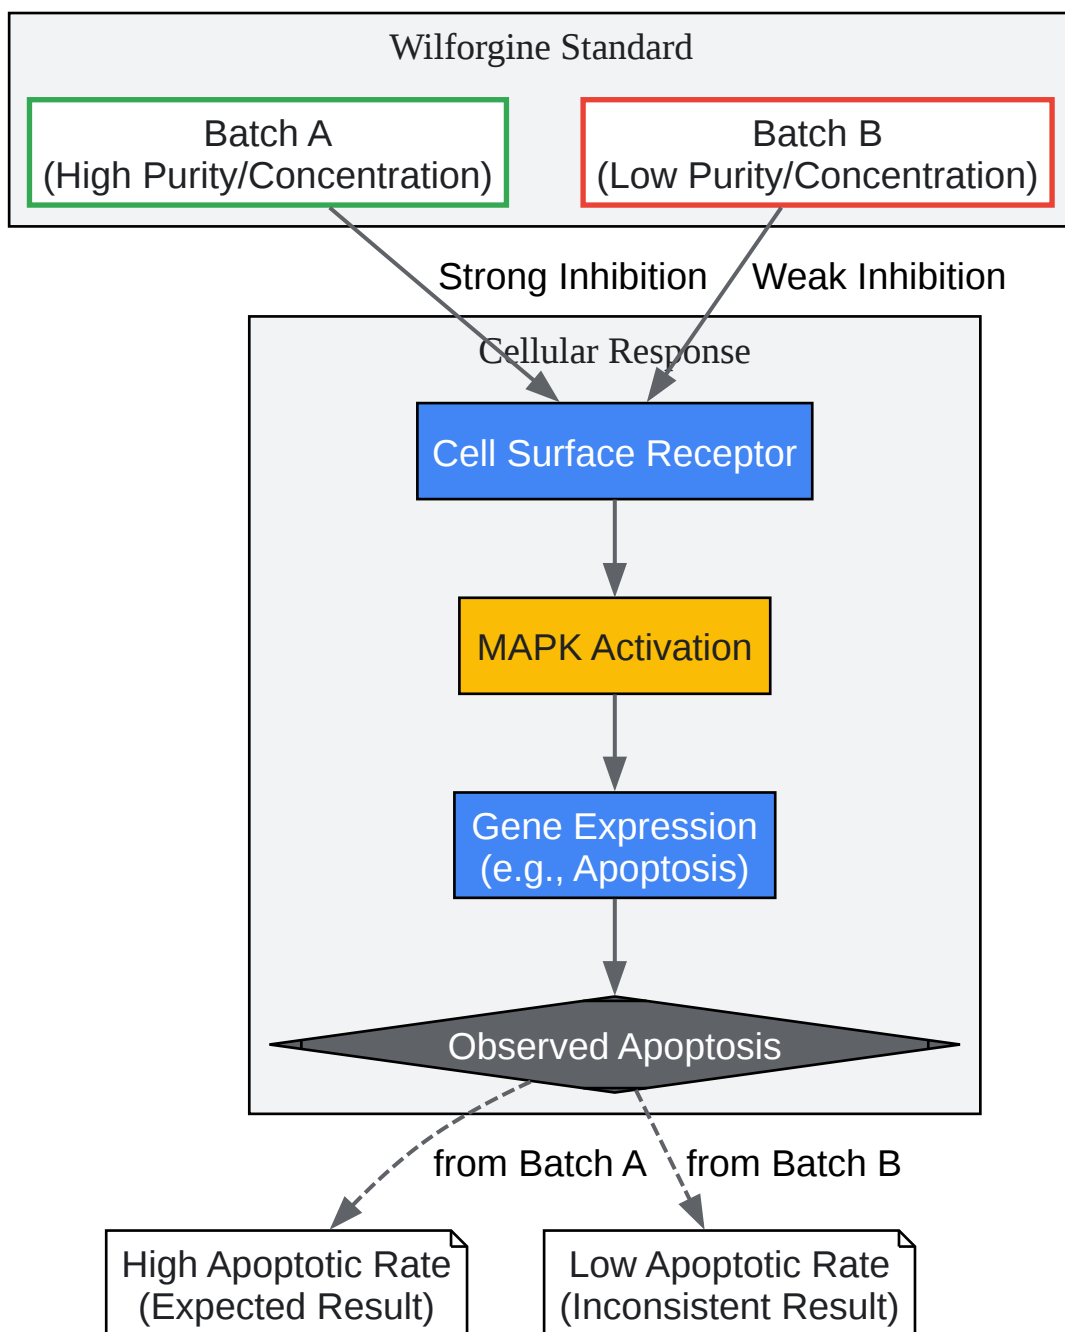 Wilforgine Standard
Batch A
(High Purity/Concentration)
Batch B
(Low Purity/Concentration)
Strong Inhibition
Weak Inhibition
Cellular Response
Cell Surface Receptor
MAPK Activation
Gene Expression
(e.g., Apoptosis)
Observed Apoptosis
from Batch A
from Batch B
High Apoptotic Rate
(Expected Result)
Low Apoptotic Rate
(Inconsistent Result)